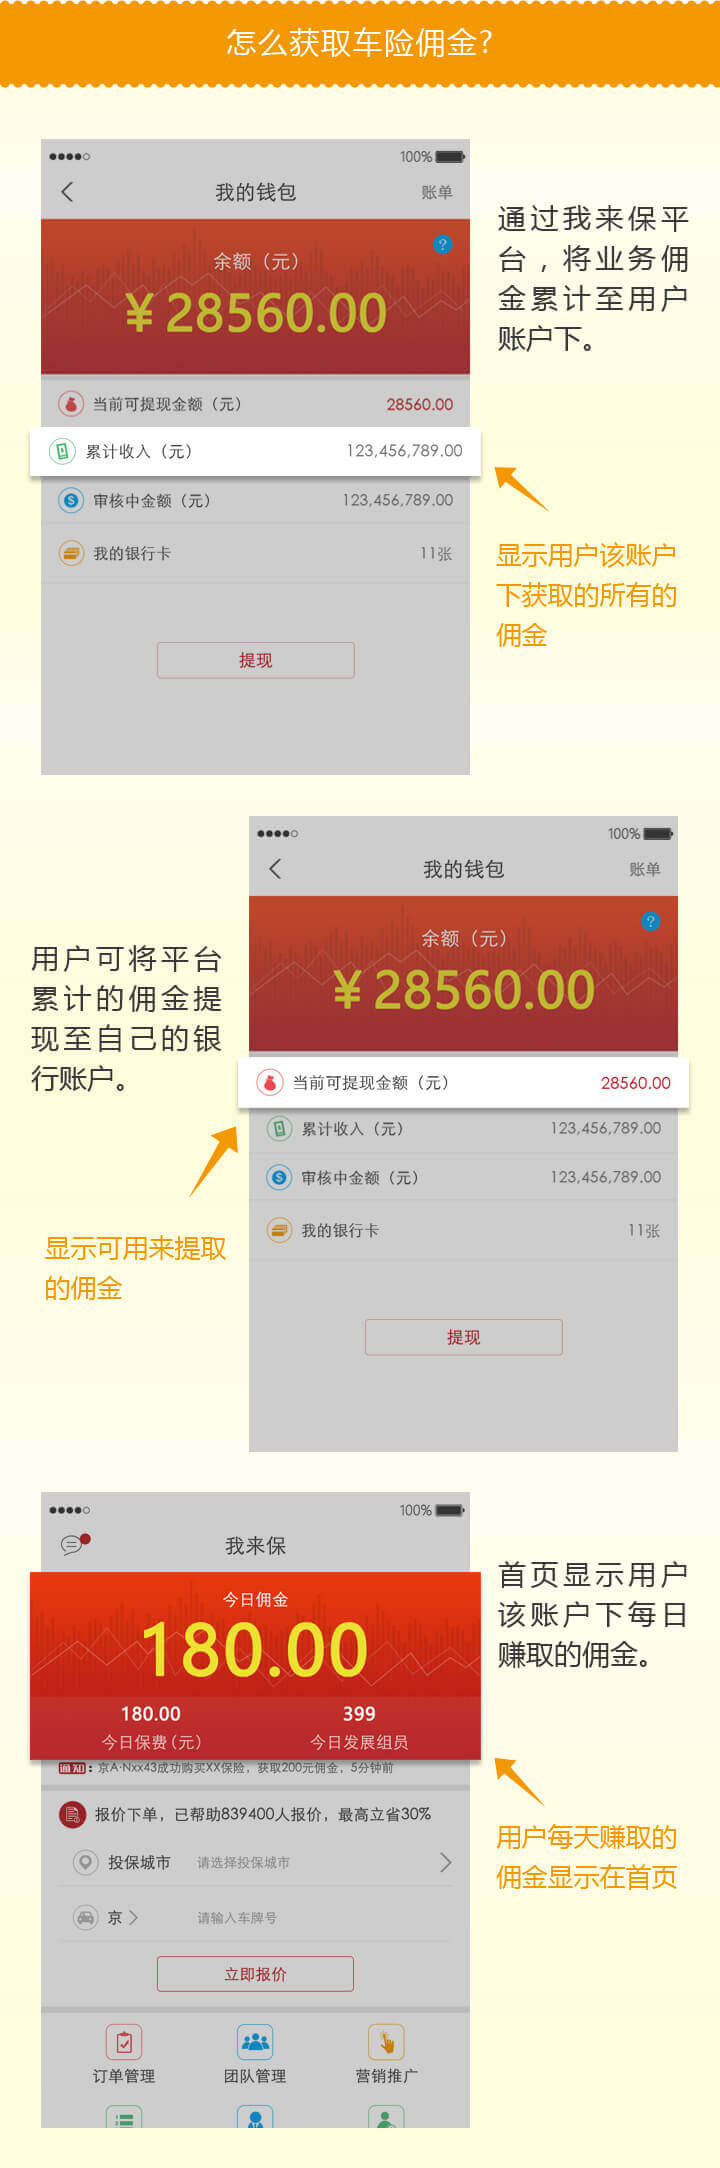 怎么获取车险佣金?
100%
我的钱包
账单
余额（元）
?
¥28560.00
当前可提现金额（元）
28560.00
累计收入（元）
123,456,789.00
审核中金额（元）
123,456,789.00
我的银行卡
11张
提现
通过我来保平
台，将业务佣
金累计至用户
账户下。
显示用户该账户
下获取的所有的
佣金
100%
我的钱包
账单
余额（元）
?
¥28560.00
当前可提现金额（元）
28560.00
累计收入（元）
123,456,789.00
审核中金额（元）
123,456,789.00
我的银行卡
11张
提现
用户可将平台
累计的佣金提
现至自己的银
行账户。
显示可用来提取
的佣金
100%
我来保
今日佣金
180.00
180.00
399
今日保费(元)
今日发展组员
通知：京A·Nxx43成功购买XX保险，获取200元佣金，5分钟前
报价下单，已帮助839400人报价，最高立省30%
投保城市
请选择投保城市
京
请输入车牌号
立即报价
订单管理
团队管理
营销推广
首页显示用户
该账户下每日
赚取的佣金。
用户每天赚取的
佣金显示在首页